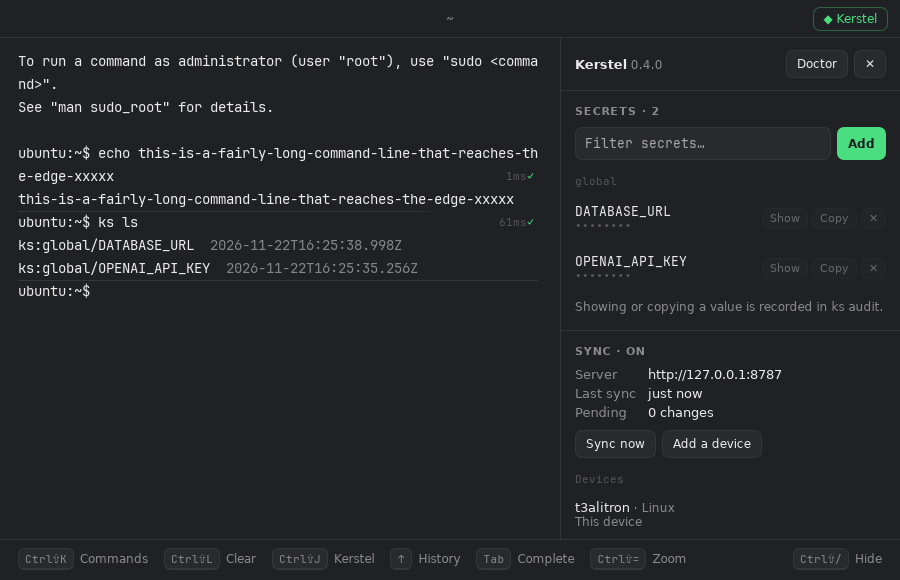 ~
◆ Kerstel
To run a command as administrator (user "root"), use "sudo <comma
nd>".
See "man sudo_root" for details.
ubuntu:~$ echo this-is-a-fairly-long-command-line-that-reaches-th
e-edge-xxxxx 1ms✓
this-is-a-fairly-long-command-line-that-reaches-the-edge-xxxxx
ubuntu:~$ ks ls 61ms✓
ks:global/DATABASE_URL 2026-11-22T16:25:38.998Z
ks:global/OPENAI_API_KEY 2026-11-22T16:25:35.256Z
ubuntu:~$
Kerstel 0.4.0 Doctor ✕
SECRETS · 2
Filter secrets… Add
global
DATABASE_URL Show Copy ✕
••••••••
OPENAI_API_KEY Show Copy ✕
••••••••
Showing or copying a value is recorded in ks audit.
SYNC · ON
Server http://127.0.0.1:8787
Last sync just now
Pending 0 changes
Sync now Add a device
Devices
t3alitron · Linux
This device
Ctrl⇧K Commands Ctrl⇧L Clear Ctrl⇧J Kerstel ↑ History Tab Complete Ctrl⇧= Zoom Ctrl⇧/ Hide